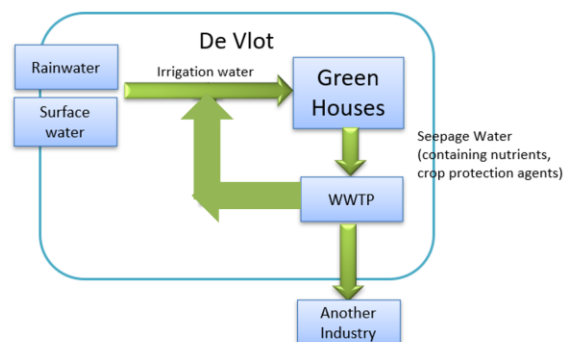 De Vlot
Rainwater
Irrigation water
Green
Houses
Surface
water
Seepage Water
(containing nutrients,
crop protection agents)
WWTP
Another
Industry